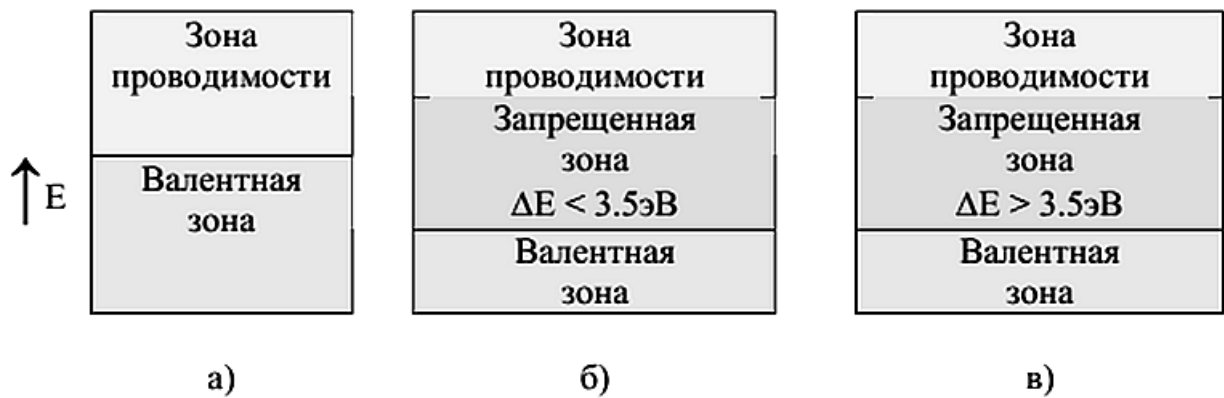 Зона
проводимости
Валентная
зона
E
а)
Зона
проводимости
Запрещенная
зона
ΔE < 3.5эВ
Валентная
зона
б)
Зона
проводимости
Запрещенная
зона
ΔE > 3.5эВ
Валентная
зона
в)